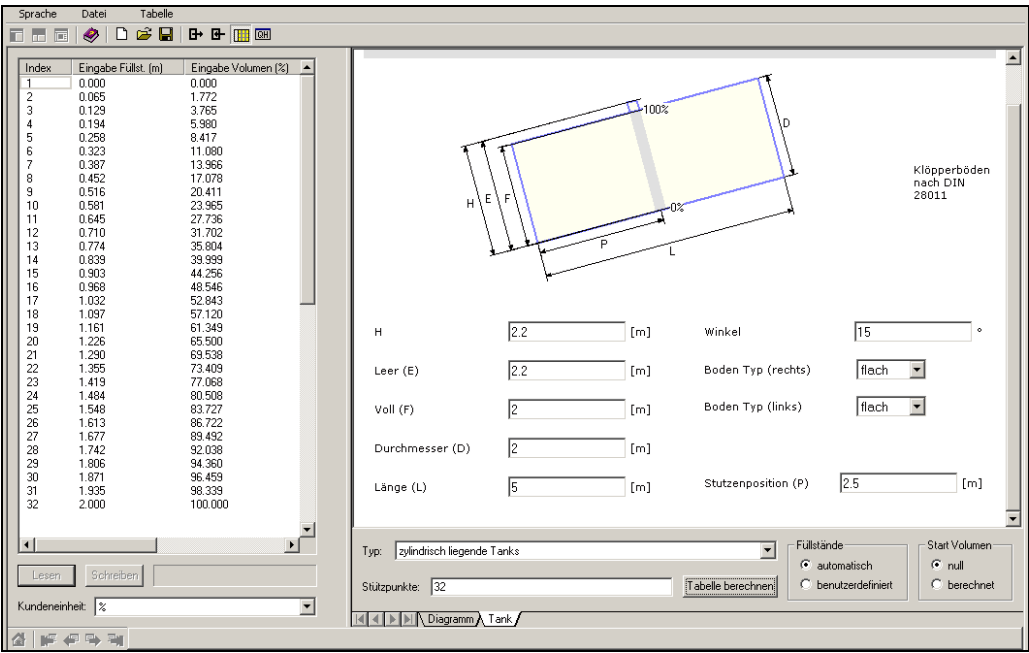 Sprache Datei Tabelle
QH
Index Eingabe Füllst. (m) Eingabe Volumen (%)
1 0.000 0.000
2 0.065 1.772
3 0.129 3.765
4 0.194 5.980
5 0.258 8.417
6 0.323 11.080
7 0.387 13.966
8 0.452 17.078
9 0.516 20.411
10 0.581 23.965
11 0.645 27.736
12 0.710 31.702
13 0.774 35.804
14 0.839 39.999
15 0.903 44.256
16 0.968 48.546
17 1.032 52.843
18 1.097 57.120
19 1.161 61.349
20 1.226 65.500
21 1.290 69.538
22 1.355 73.409
23 1.419 77.068
24 1.484 80.508
25 1.548 83.727
26 1.613 86.722
27 1.677 89.492
28 1.742 92.038
29 1.806 94.360
30 1.871 96.459
31 1.935 98.339
32 2.000 100.000
Lesen Schreiben
Kundeneinheit: %
100%
D
H E F
0%
P
L
Klöpperböden
nach DIN
28011
H 2.2 [m] Winkel 15 °
Leer (E) 2.2 [m] Boden Typ (rechts) flach
Voll (F) 2 [m] Boden Typ (links) flach
Durchmesser (D) 2 [m]
Länge (L) 5 [m] Stutzenposition (P) 2.5 [m]
Typ: zylindrisch liegende Tanks
Stützpunkte: 32 Tabelle berechnen
Füllstände
automatisch
benutzerdefiniert
Start Volumen
null
berechnet
Diagramm Tank